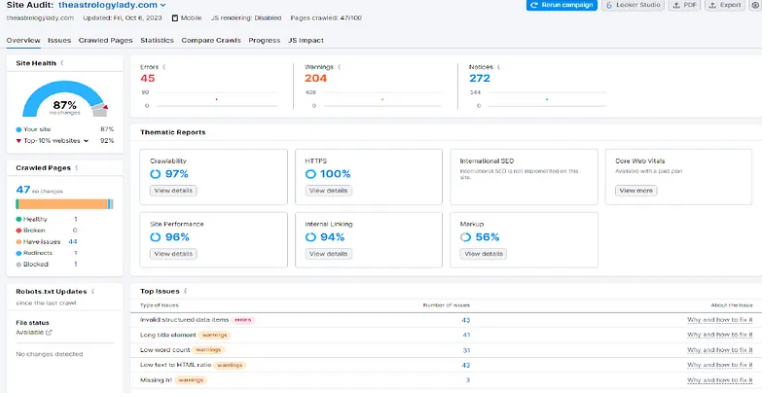 Site Audit: theastrologylady.com
Rerun campaign
Looker Studio
PDF
Export
theastrologylady.com Updated: Fri, Oct 6, 2023 Mobile JS rendering: Disabled Pages crawled: 47/100
Overview Issues Crawled Pages Statistics Compare Crawls Progress JS Impact
Site Health
87%
no changes
Your site 87%
Top-10% websites 92%
Errors
45
90
0
Warnings
204
408
0
Notices
272
544
0
Thematic Reports
Crawlability
97%
View details
HTTPS
100%
View details
International SEO
International SEO is not implemented on this site.
Core Web Vitals
Available with a paid plan
View more
Site Performance
96%
View details
Internal Linking
94%
View details
Markup
56%
View details
Crawled Pages
47 no changes
Healthy 1
Broken 0
Have issues 44
Redirects 1
Blocked 1
Robots.txt Updates
since the last crawl
File status
Available
No changes detected
Top Issues
Type of issues Number of issues About the issue
Invalid structured data items errors 43 Why and how to fix it
Long title element warnings 41 Why and how to fix it
Low word count warnings 31 Why and how to fix it
Low text to HTML ratio warnings 43 Why and how to fix it
Missing h1 warnings 3 Why and how to fix it